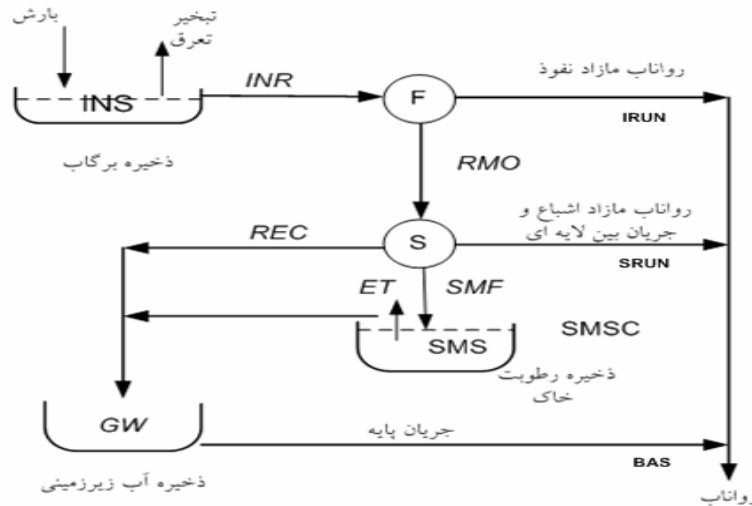 بارش
تبخیر
تعرق
INS
INR
F
رواناب مازاد نفوذ
IRUN
ذخیره برگاب
RMO
REC
S
رواناب مازاد اشباع و
جریان بین لایه ای
SRUN
ET
SMF
SMS
SMSC
ذخیره رطوبت
خاک
GW
جریان پایه
BAS
ذخیره آب زیرزمینی
رواناب